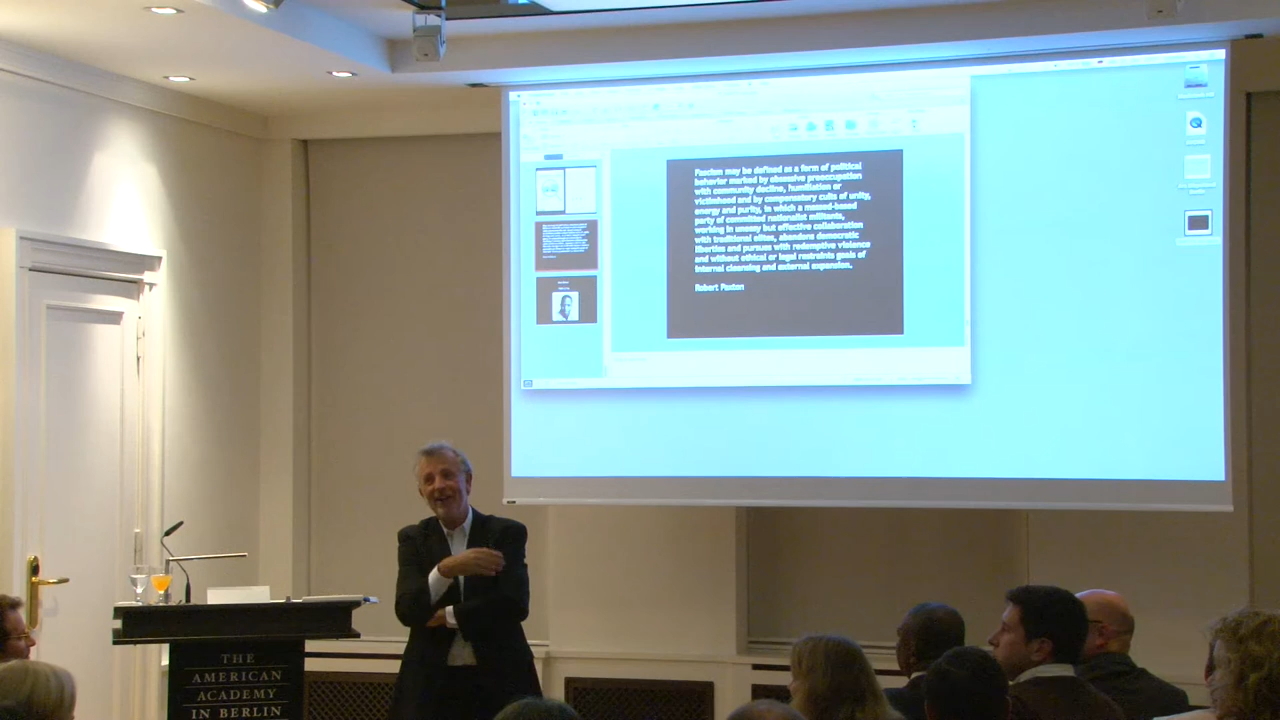 Fascism may be defined as a form of political
behavior marked by obsessive preoccupation
with community decline, humiliation or
victimhood and by compensatory cults of unity,
energy and purity, in which a massed-based
party of committed nationalist militants,
working in uneasy but effective collaboration
with traditional elites, abandons democratic
liberties and pursues with redemptive violence
and without ethical or legal restraints goals of
internal cleansing and external expansion.
Robert Paxton
THE
AMERICAN
ACADEMY
IN BERLIN